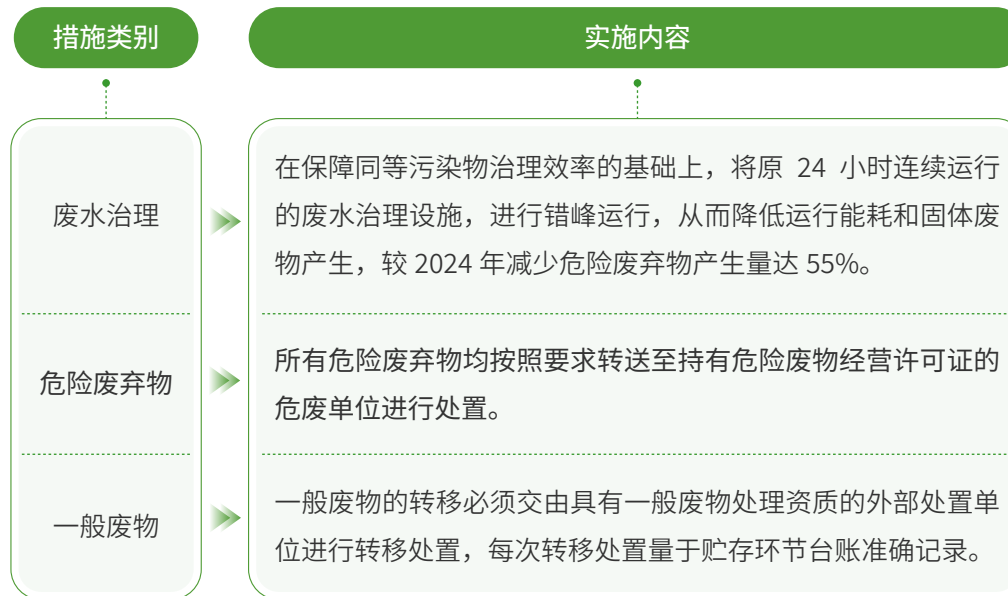 措施类别
实施内容
废水治理
在保障同等污染物治理效率的基础上，将原 24 小时连续运行
的废水治理设施，进行错峰运行，从而降低运行能耗和固体废
物产生，较 2024 年减少危险废弃物产生量达 55%。
危险废弃物
所有危险废弃物均按照要求转送至持有危险废物经营许可证的
危废单位进行处置。
一般废物
一般废物的转移必须交由具有一般废物处理资质的外部处置单
位进行转移处置，每次转移处置量于贮存环节台账准确记录。